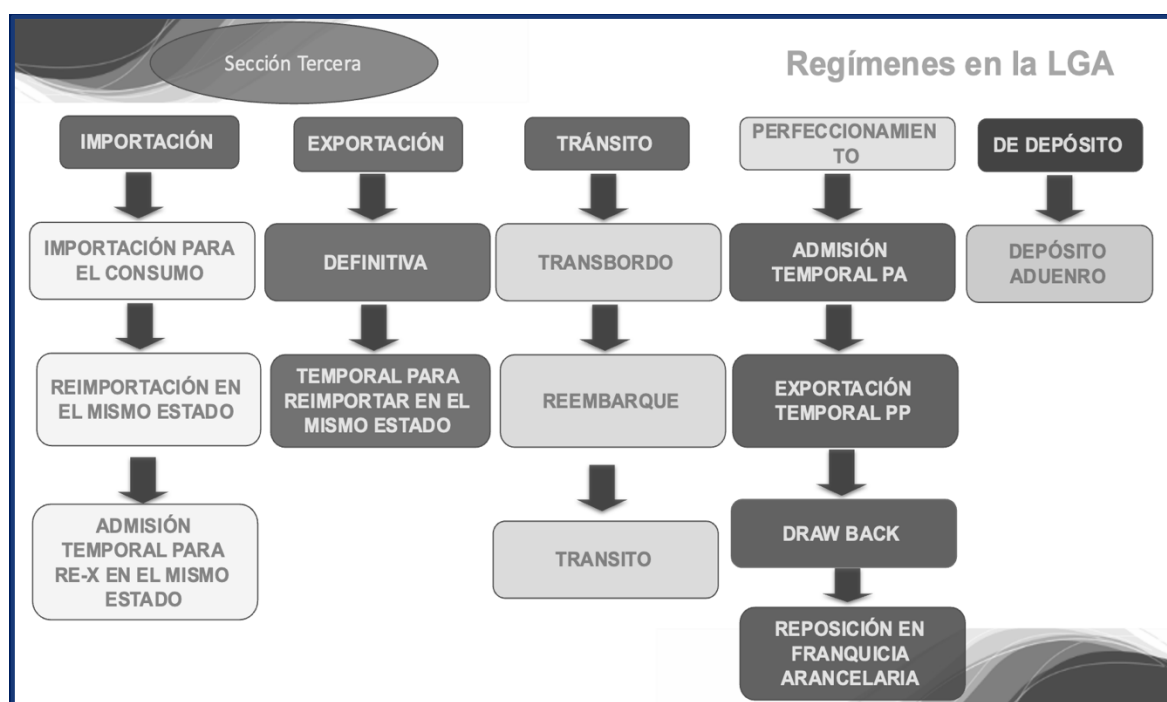 Sección Tercera
Regímenes en la LGA
IMPORTACIÓN
IMPORTACIÓN PARA
EL CONSUMO
REIMPORTACIÓN EN
EL MISMO ESTADO
ADMISIÓN
TEMPORAL PARA
RE-X EN EL MISMO
ESTADO
EXPORTACIÓN
DEFINITIVA
TEMPORAL PARA
REIMPORTAR EN EL
MISMO ESTADO
TRÁNSITO
TRANSBORDO
REEMBARQUE
TRANSITO
PERFECCIONAMIEN
TO
ADMISIÓN
TEMPORAL PA
EXPORTACIÓN
TEMPORAL PP
DRAW BACK
REPOSICIÓN EN
FRANQUICIA
ARANCELARIA
DE DEPÓSITO
DEPÓSITO
ADUENRO